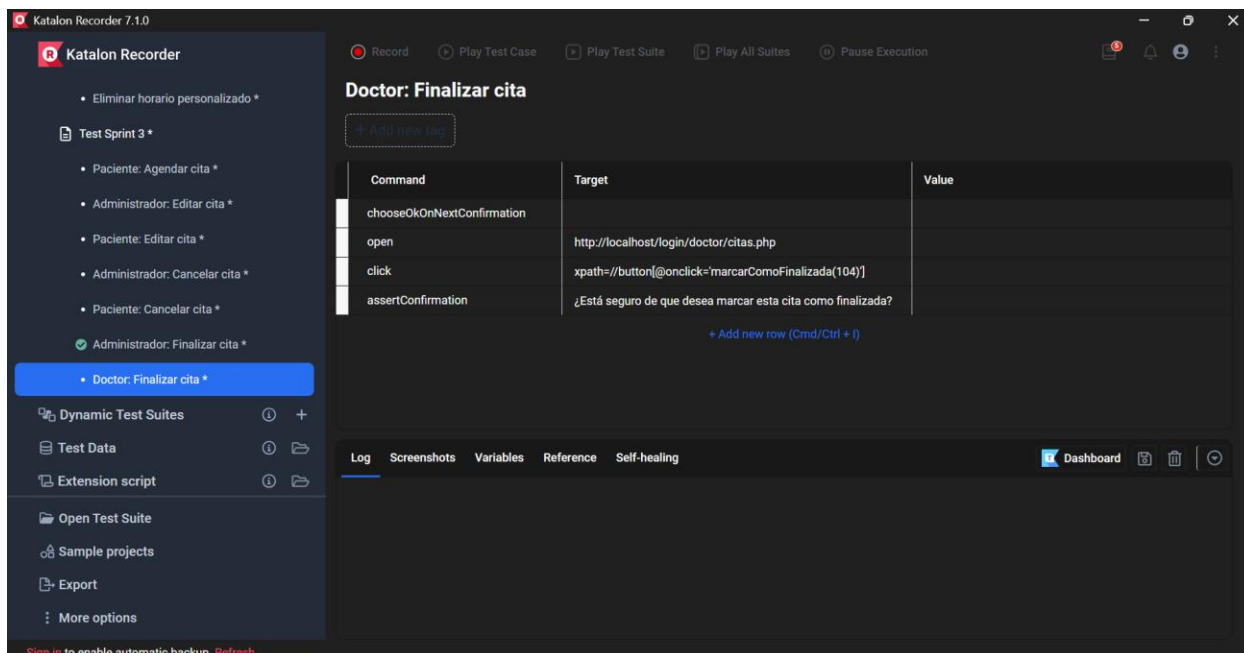 Katalon Recorder 7.1.0
Katalon Recorder
Record Play Test Case Play Test Suite Play All Suites Pause Execution
8
• Eliminar horario personalizado *
Test Sprint 3 *
• Paciente: Agendar cita *
• Administrador: Editar cita *
• Paciente: Editar cita *
• Administrador: Cancelar cita *
• Paciente: Cancelar cita *
Administrador: Finalizar cita *
• Doctor: Finalizar cita *
Dynamic Test Suites
Test Data
Extension script
Open Test Suite
Sample projects
Export
More options
Sign in to enable automatic backup. Refresh
Doctor: Finalizar cita
+ Add new tag
Command Target Value
chooseOkOnNextConfirmation
open http://localhost/login/doctor/citas.php
click xpath=//button[@onclick='marcarComoFinalizada(104)']
assertConfirmation ¿Está seguro de que desea marcar esta cita como finalizada?
+ Add new row (Cmd/Ctrl + I)
Log Screenshots Variables Reference Self-healing Dashboard